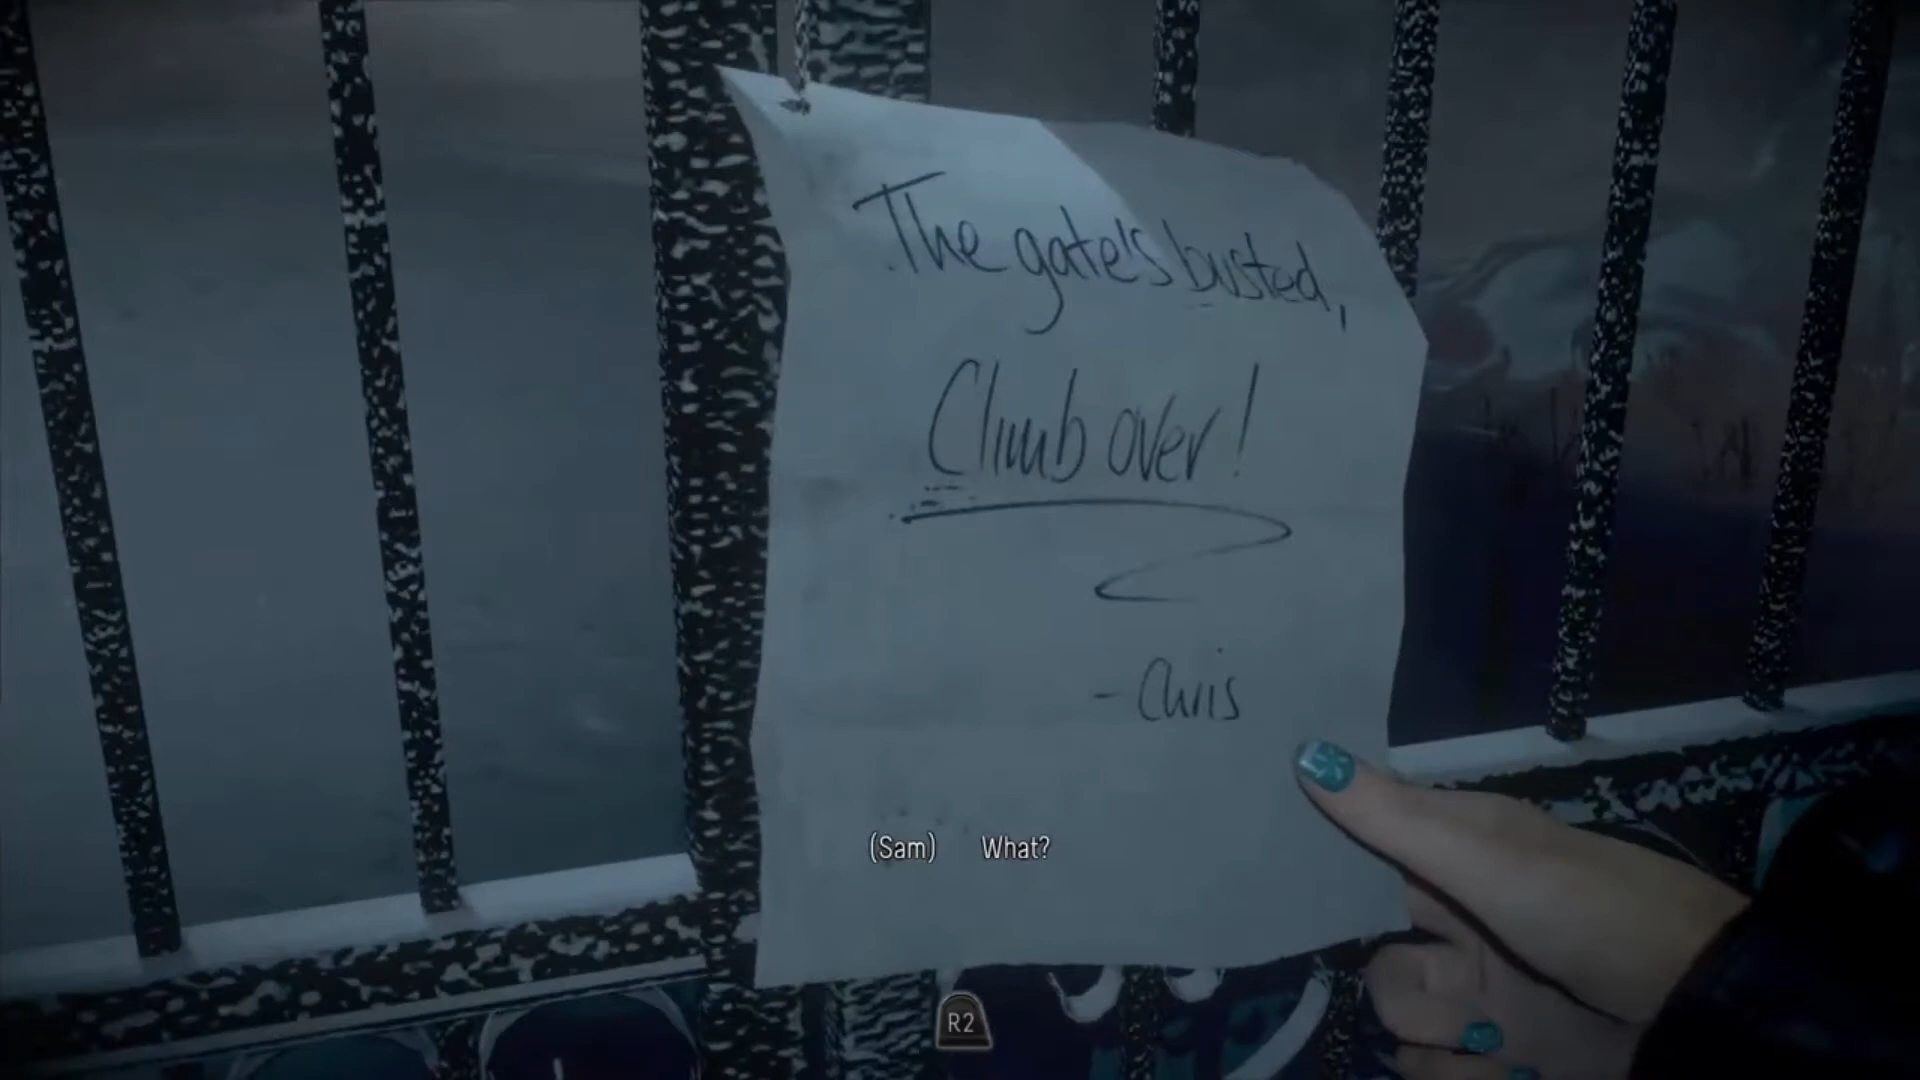 The gate's busted,
Climb over!
- Chris
(Sam) What?
R2